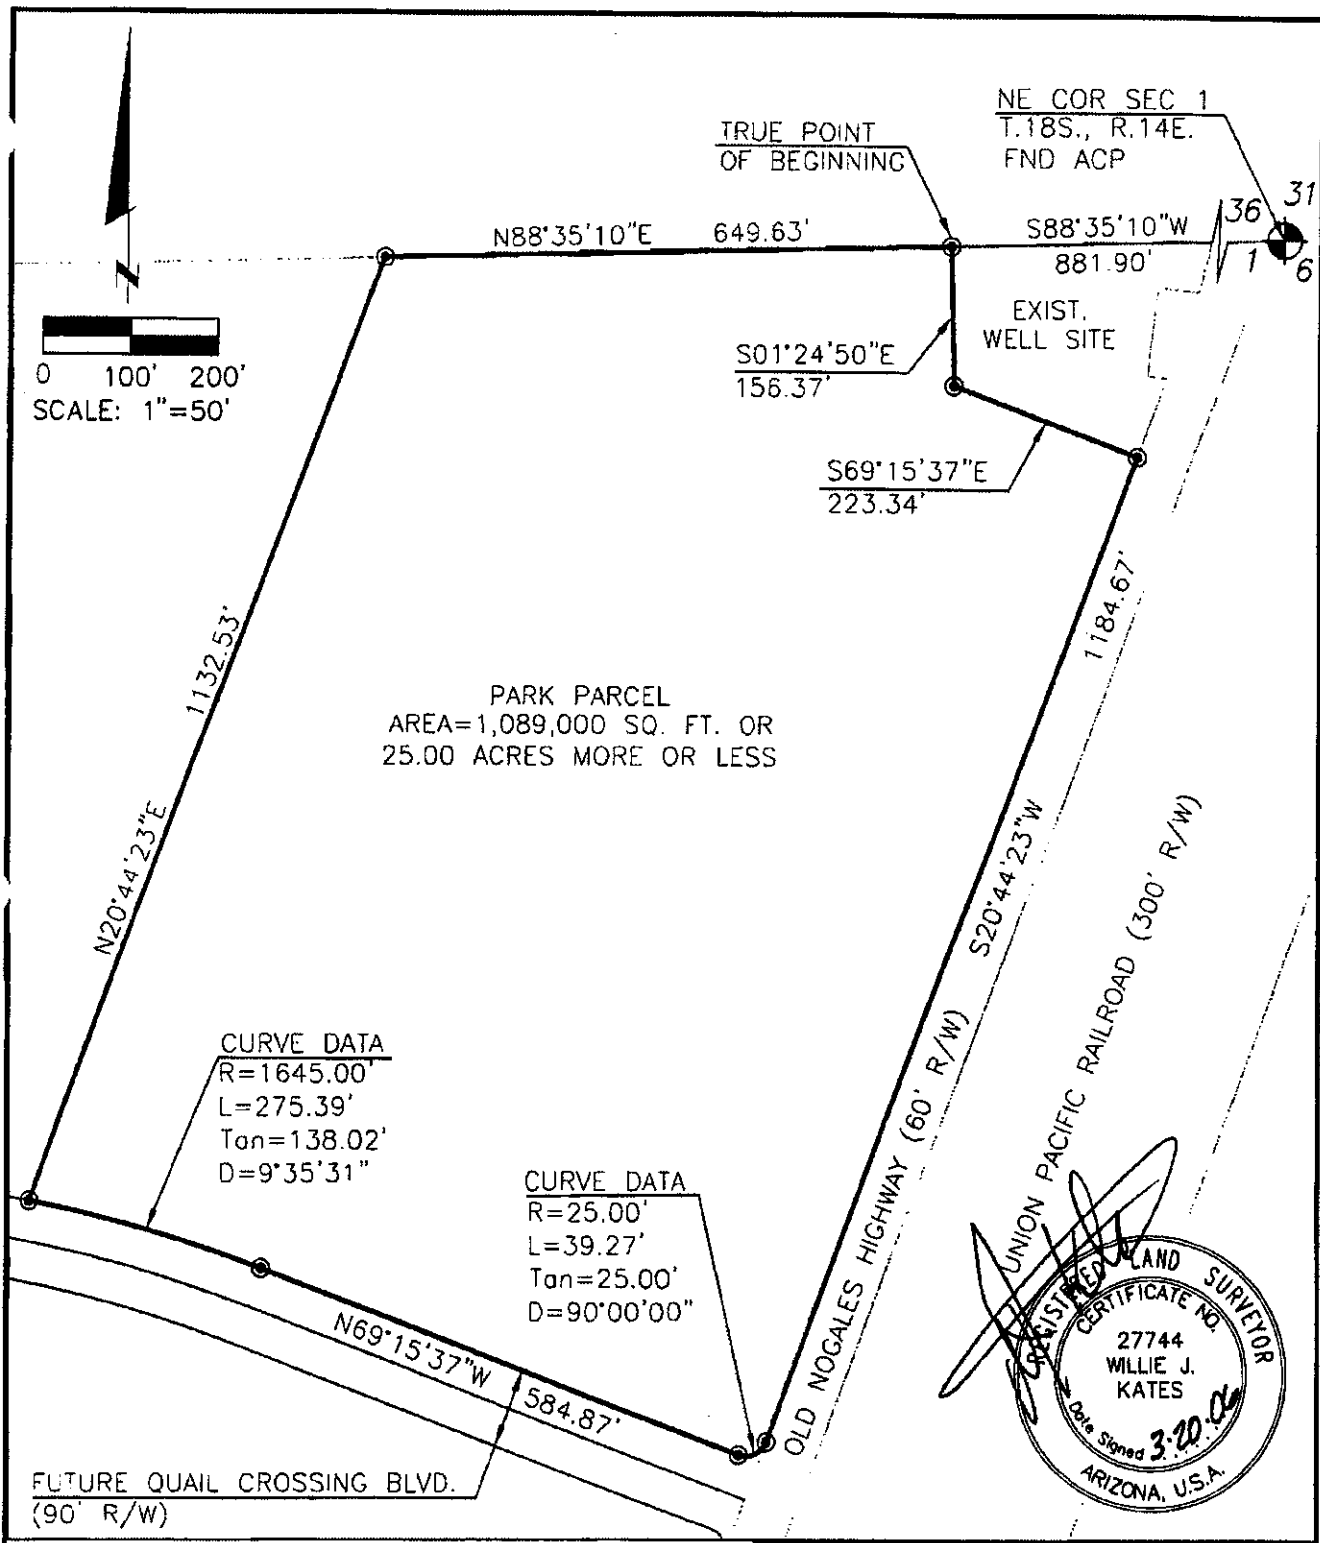 NE COR SEC 1
T.18S., R.14E.
FND ACP
TRUE POINT
OF BEGINNING
36
31
1
6
N88°35'10"E 649.63'
S88°35'10"W
881.90'
N
EXIST.
WELL SITE
0 100' 200'
SCALE: 1"=50'
S01°24'50"E
156.37'
S69°15'37"E
223.34'
1184.67'
1132.53'
PARK PARCEL
AREA=1,089,000 SQ. FT. OR
25.00 ACRES MORE OR LESS
N20°44'23"E
S20°44'23"W
UNION PACIFIC RAILROAD (300' R/W)
OLD NOGALES HIGHWAY (60' R/W)
CURVE DATA
R=1645.00'
L=275.39'
Tan=138.02'
D=9°35'31"
CURVE DATA
R=25.00'
L=39.27'
Tan=25.00'
D=90°00'00"
N69°15'37"W
584.87'
FUTURE QUAIL CROSSING BLVD.
(90' R/W)
REGISTERED LAND SURVEYOR
CERTIFICATE NO.
27744
WILLIE J.
KATES
Date Signed 3·20·06
ARIZONA, U.S.A.